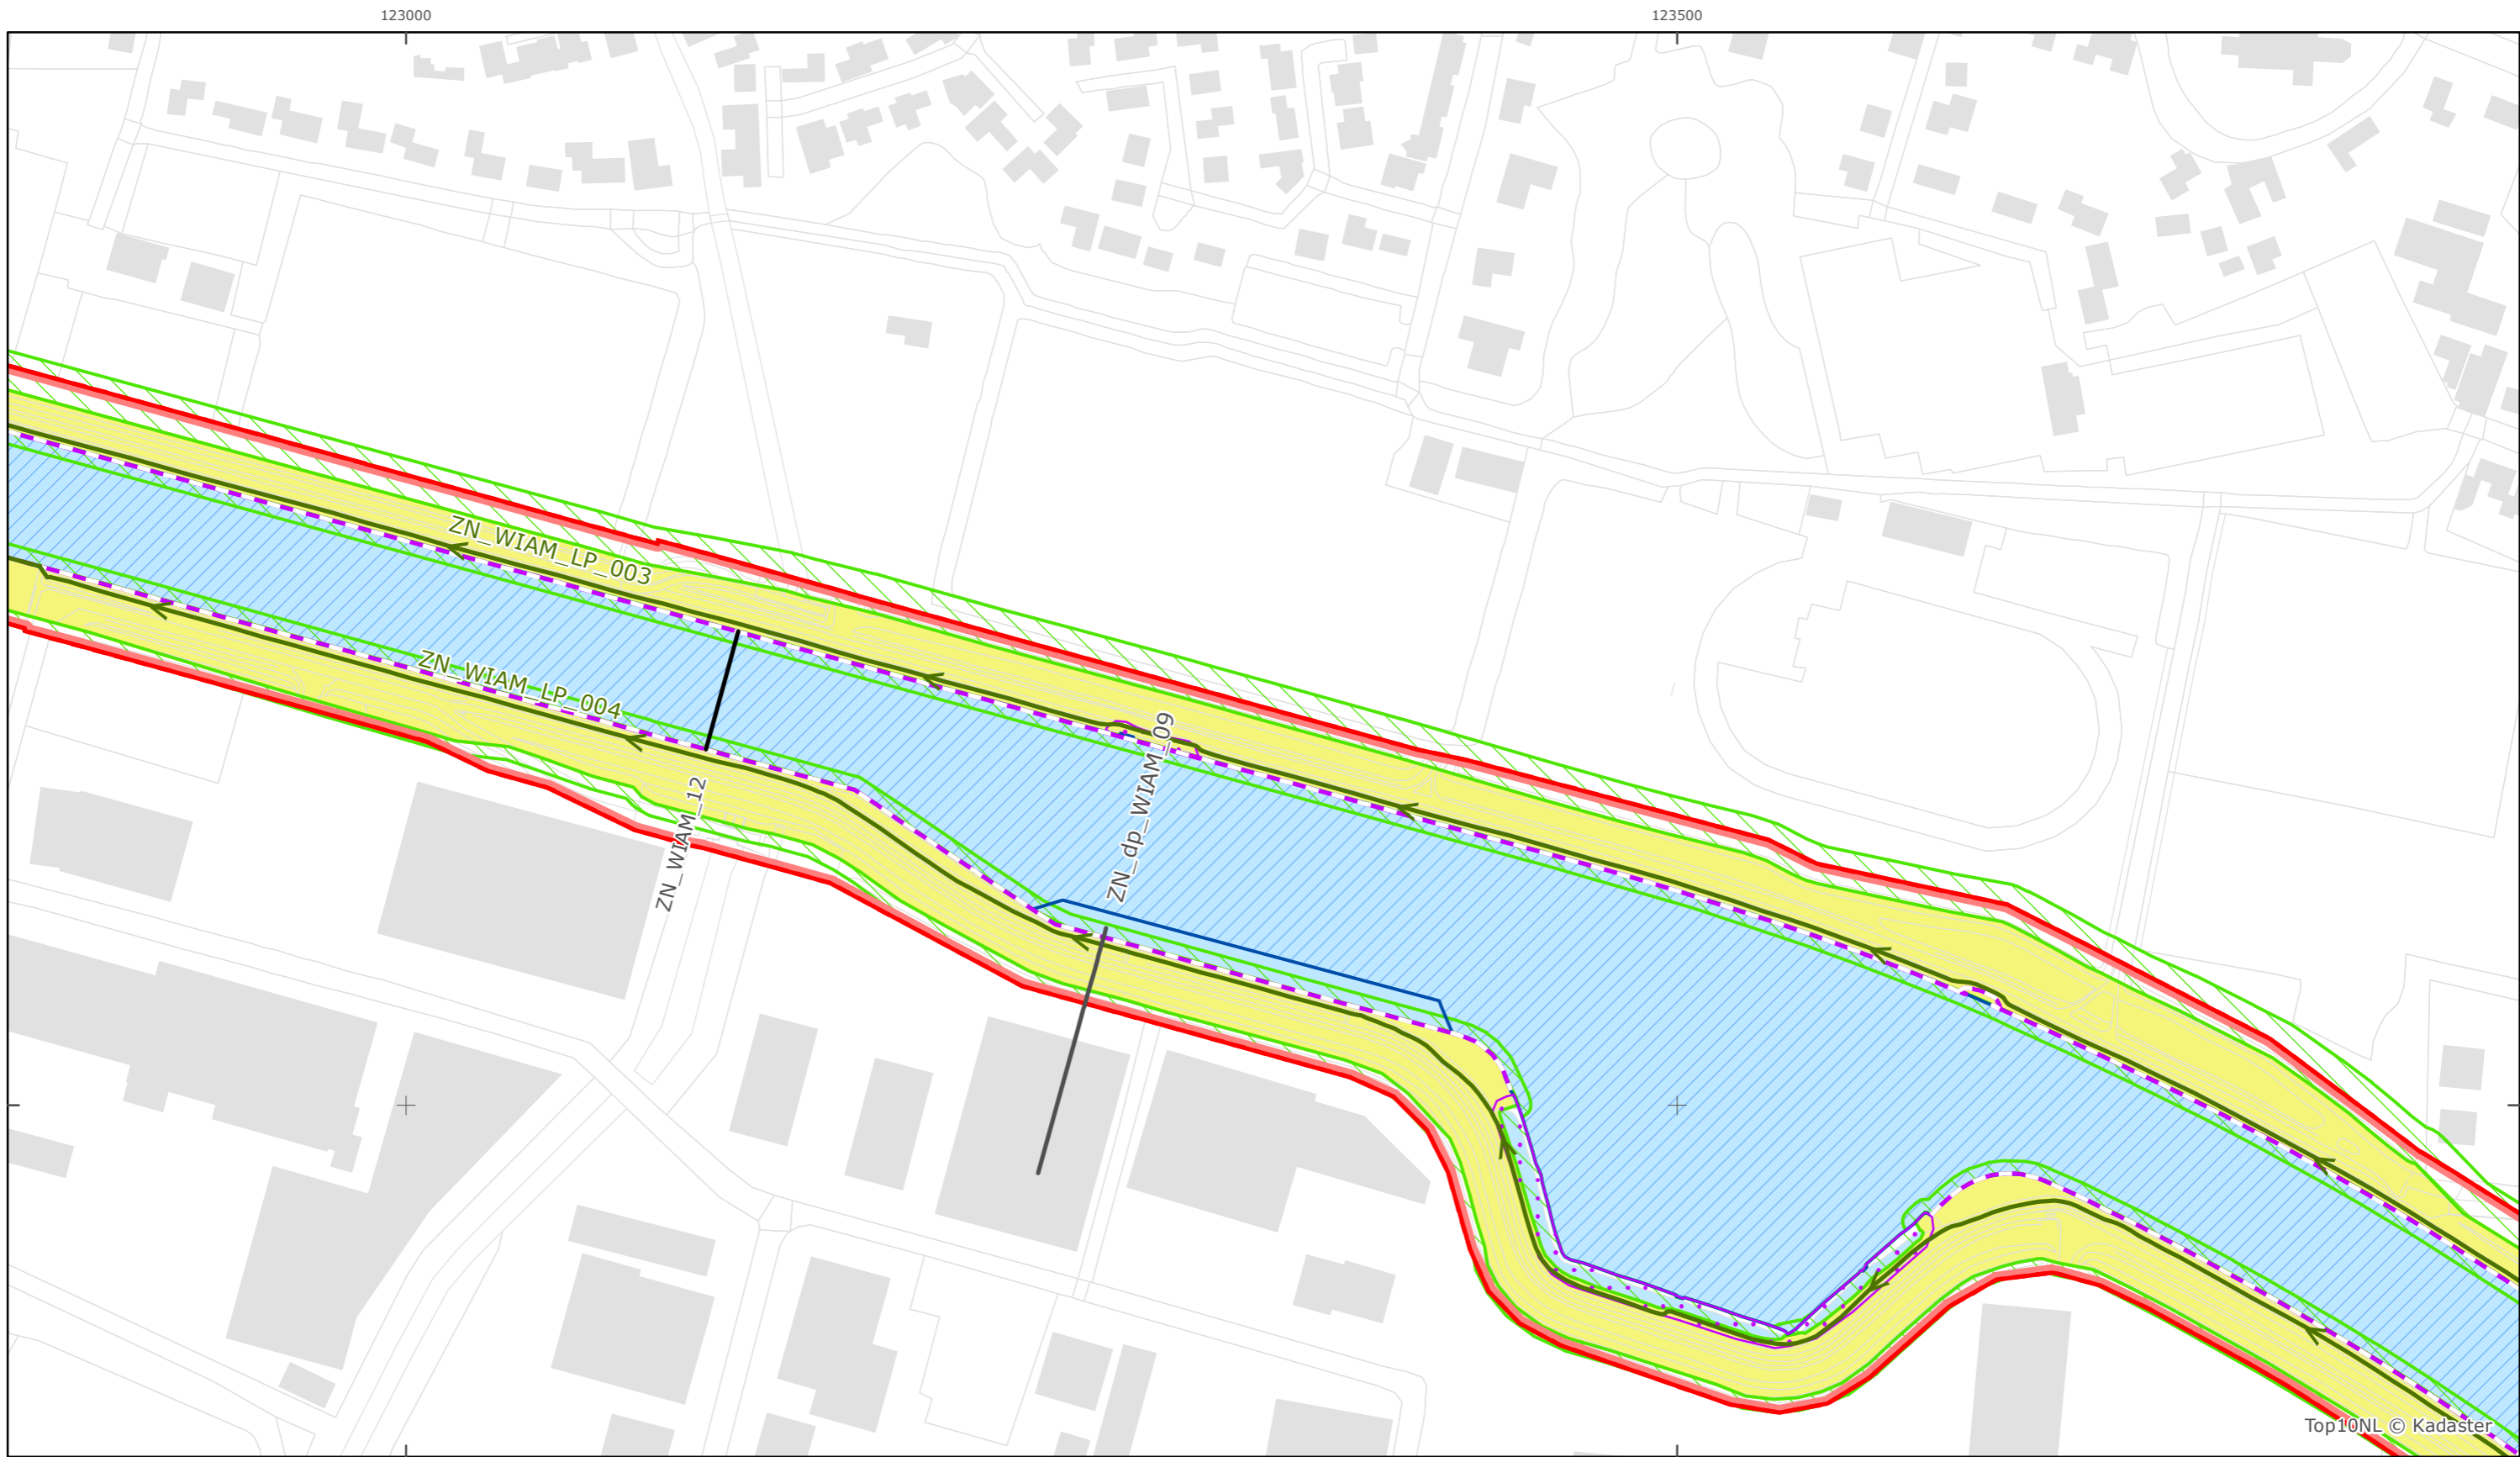 123000
123500
ZN_WIAM_LP_003
ZN_WIAM_LP_004
ZN_dp_WIAM_09
ZN_WIAM_12
Top10NL © Kadaster